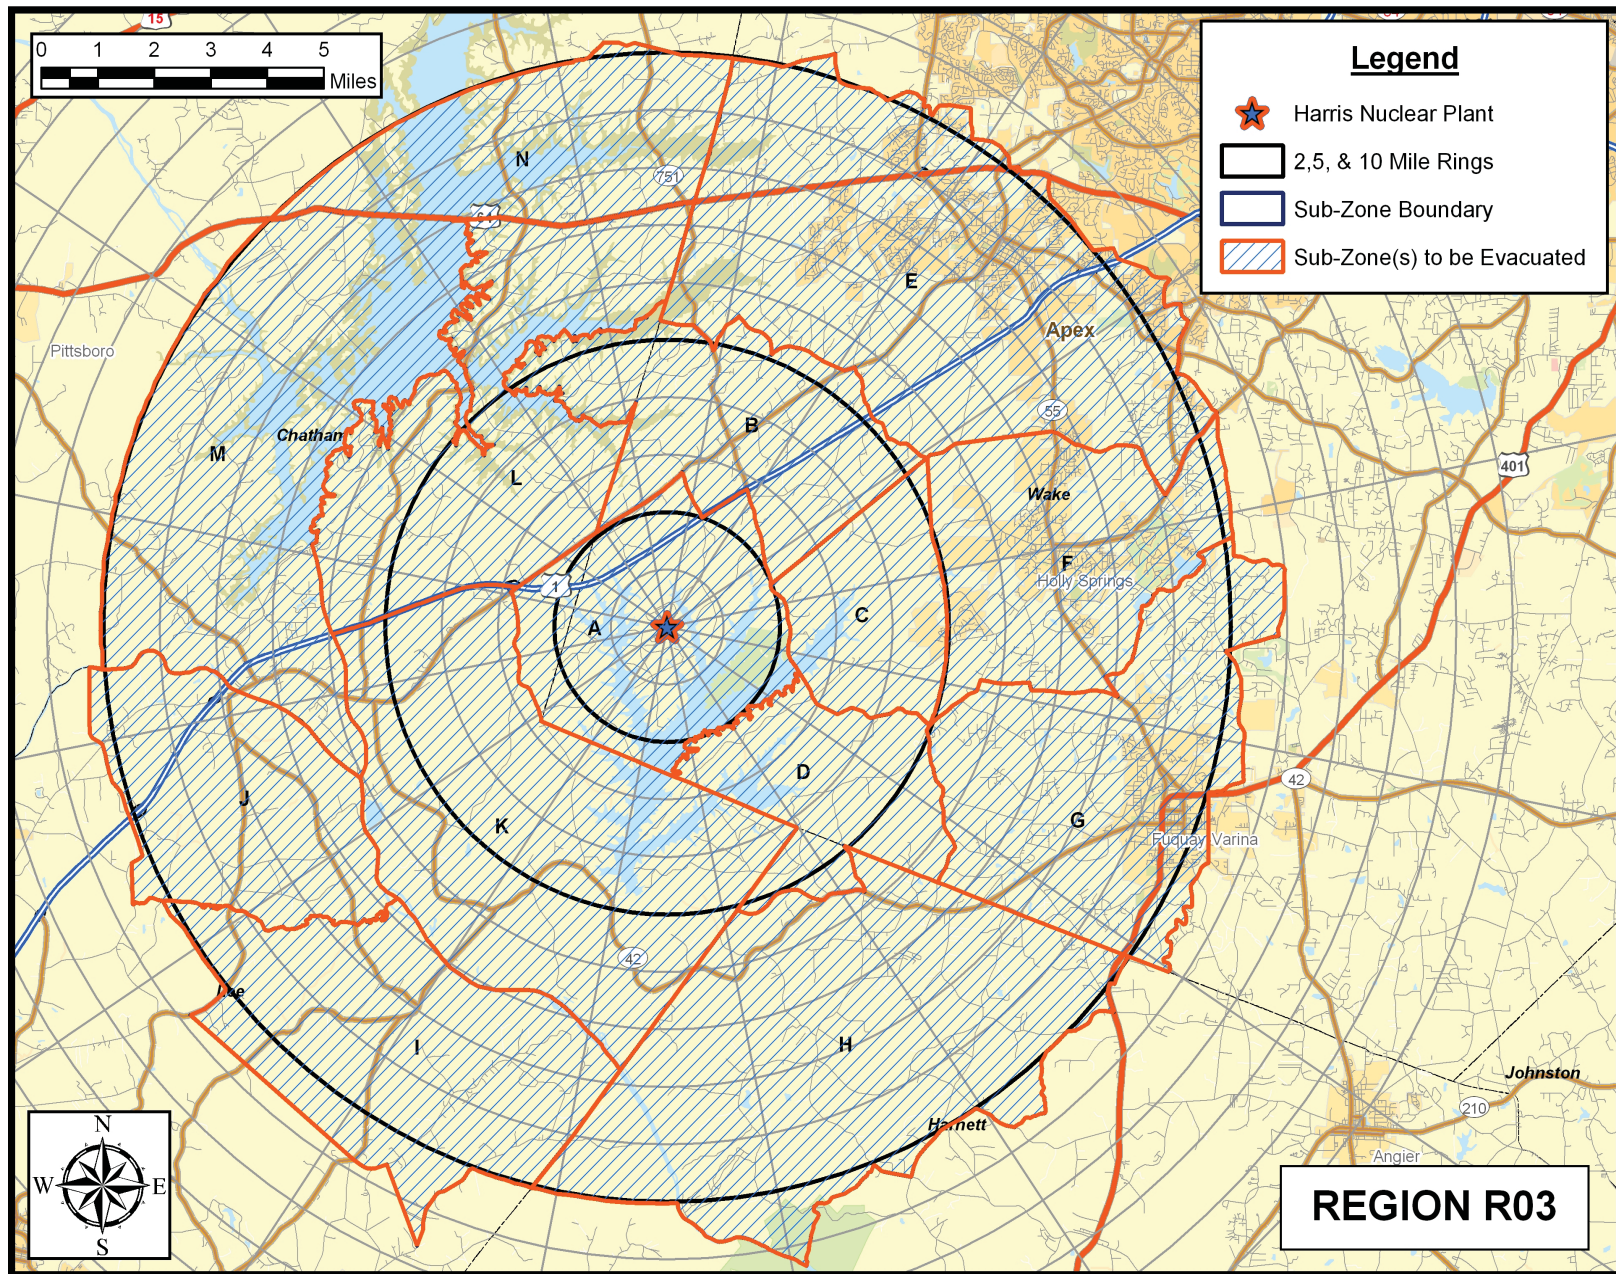 15
0 1 2 3 4 5
Miles
Legend
Harris Nuclear Plant
2,5, & 10 Mile Rings
Sub-Zone Boundary
Sub-Zone(s) to be Evacuated
N
751
64
E
Apex
Pittsboro
55
B
Chatham
M
L
401
Wake
F
Holly Springs
1
A
C
D
42
J
K
G
Fuquay Varina
42
Lee
I
H
Johnston
210
Harnett
Angier
N
W E
S
REGION R03